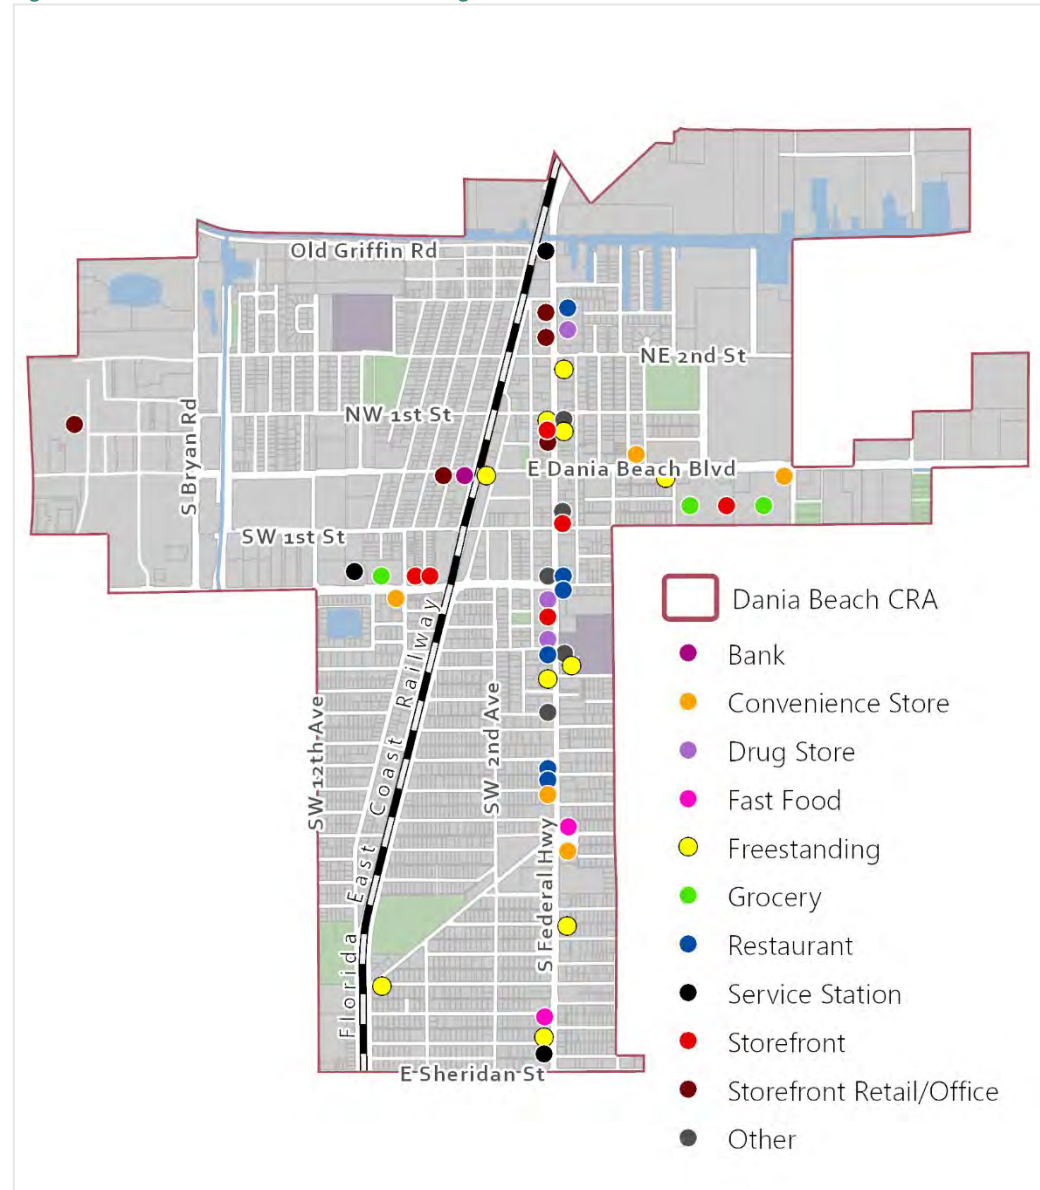 Old Griffin Rd
NE 2nd St
NW 1st St
S Bryan Rd
E Dania Beach Blvd
SW 1st St
Florida East Coast Railway
SW 12th Ave
SW 2nd Ave
S Federal Hwy
E Sheridan St
Dania Beach CRA
Bank
Convenience Store
Drug Store
Fast Food
Freestanding
Grocery
Restaurant
Service Station
Storefront
Storefront Retail/Office
Other